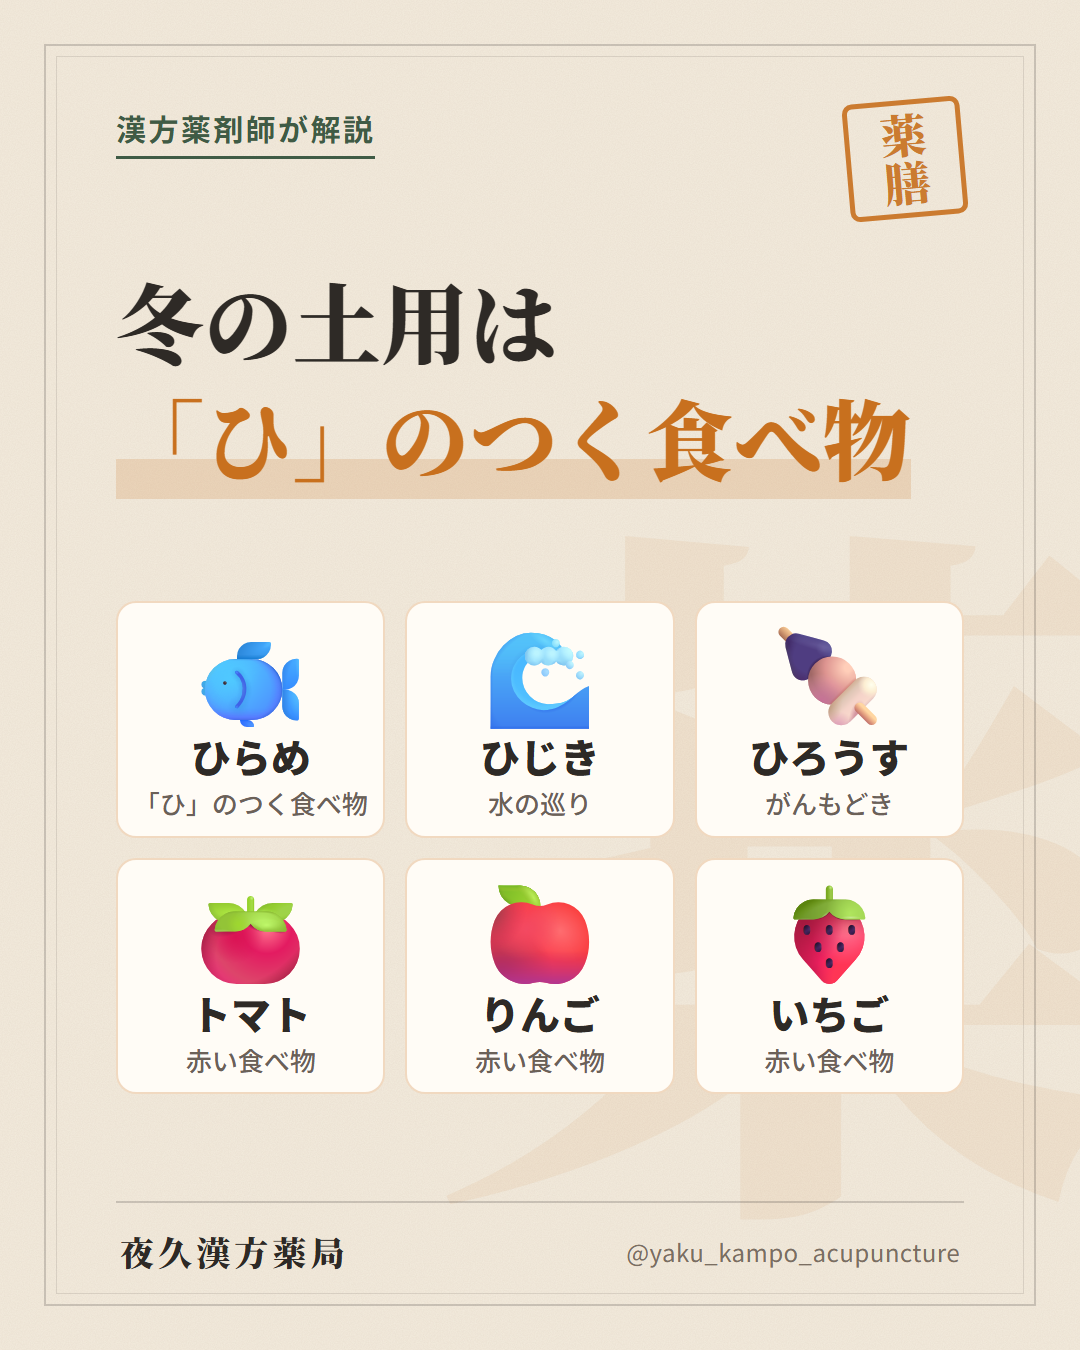 漢方薬剤師が解説
薬
膳
冬の土用は
「ひ」のつく食べ物
ひらめ
「ひ」のつく食べ物
ひじき
水の巡り
ひろうす
がんもどき
トマト
赤い食べ物
りんご
赤い食べ物
いちご
赤い食べ物
夜久漢方薬局
@yaku_kampo_acupuncture